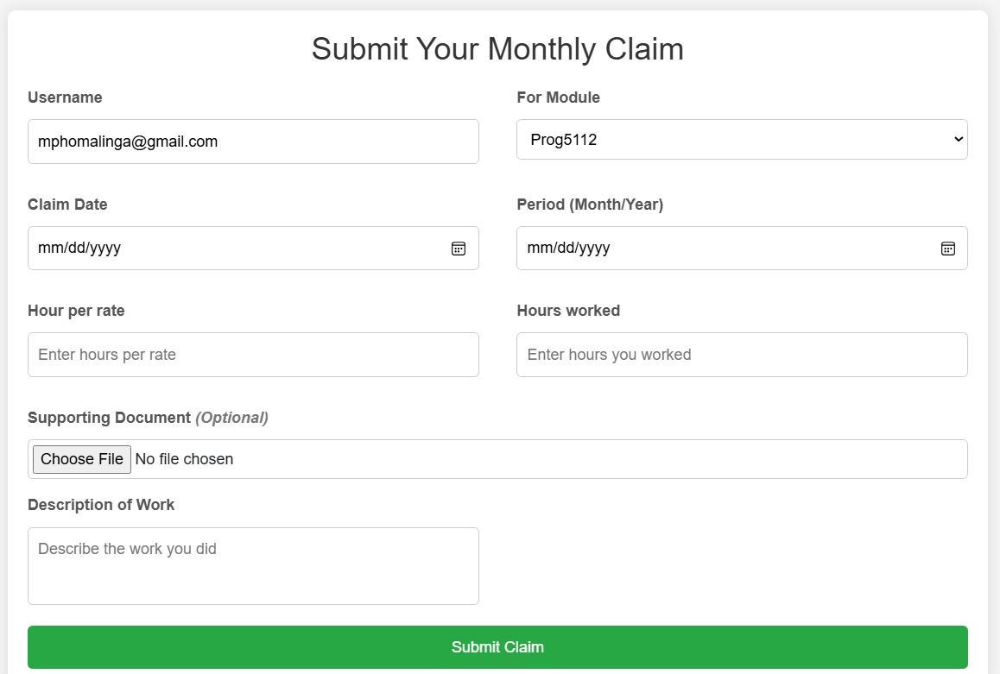 Submit Your Monthly Claim
Username
For Module
mphomalinga@gmail.com
Prog5112
Claim Date
Period (Month/Year)
mm/dd/yyyy
mm/dd/yyyy
Hour per rate
Hours worked
Enter hours per rate
Enter hours you worked
Supporting Document (Optional)
Choose File No file chosen
Description of Work
Describe the work you did
Submit Claim